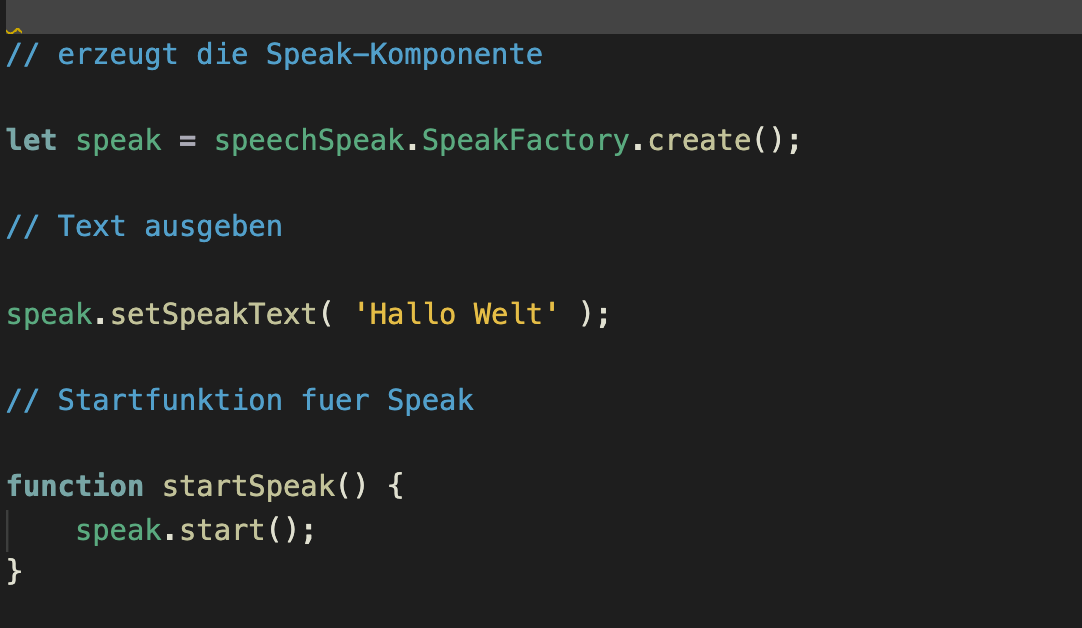 // erzeugt die Speak-Komponente
let speak = speechSpeak.SpeakFactory.create();
// Text ausgeben
speak.setSpeakText( 'Hallo Welt' );
// Startfunktion fuer Speak
function startSpeak() {
    speak.start();
}